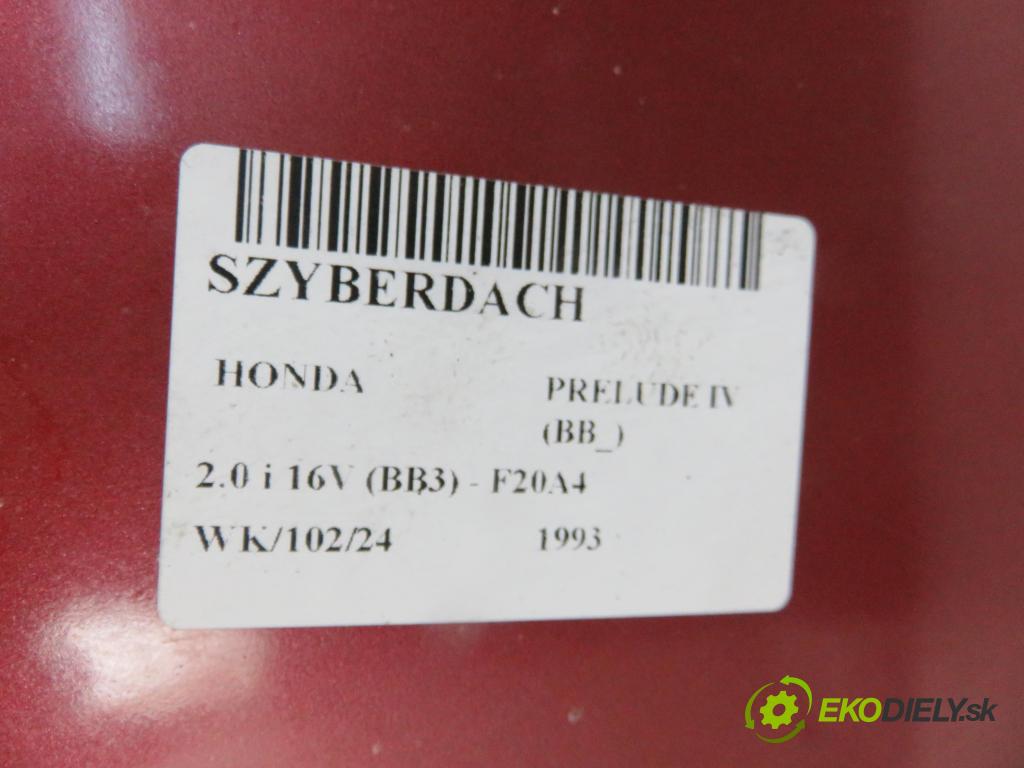 SZYBERDACH
HONDA PRELUDE IV
(BB_)
2.0 i 16V (BB3) - F20A4
WK/102/24 1993
EKODIELY.sk